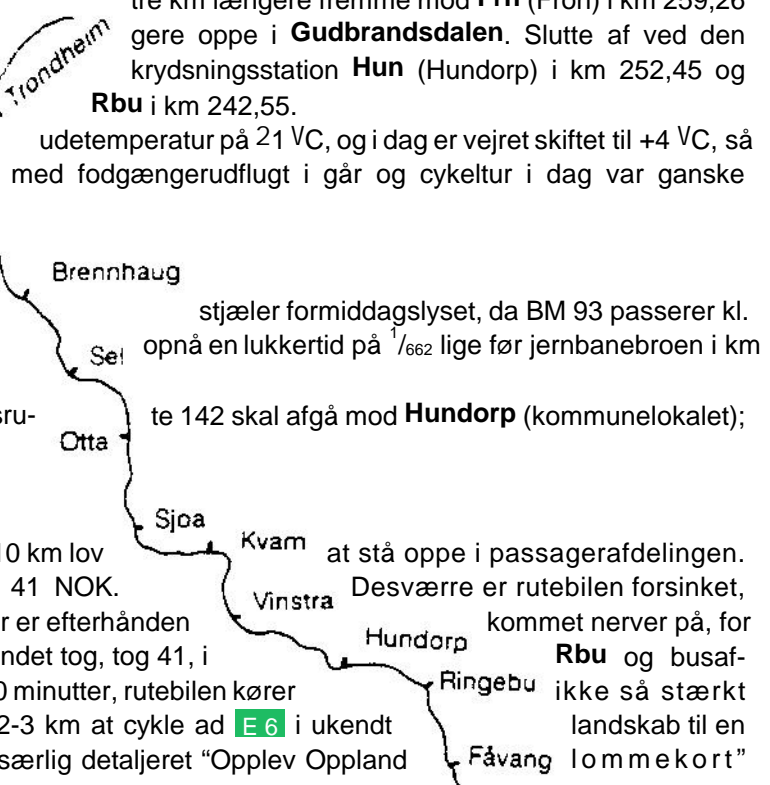 tre km længere fremme mod Frn (Fron) i km 259,26
gere oppe i Gudbrandsdalen. Slutte af ved den
Trondheim
krydsningsstation Hun (Hundorp) i km 252,45 og
Rbu i km 242,55.
udetemperatur på 21 VC, og i dag er vejret skiftet til +4 VC, så
med fodgængerudflugt i går og cykeltur i dag var ganske
Brennhaug
stjæler formiddagslyset, da BM 93 passerer kl.
Sel opnå en lukkertid på 1/662 lige før jernbanebroen i km
sru- te 142 skal afgå mod Hundorp (kommunelokalet);
Otta
Sjoa
10 km lov Kvam at stå oppe i passagerafdelingen.
41 NOK. Vinstra Desværre er rutebilen forsinket,
r er efterhånden kommet nerver på, for
Hundorp
ndet tog, tog 41, i Rbu og busaf-
0 minutter, rutebilen kører Ringebu ikke så stærkt
2-3 km at cykle ad E 6 i ukendt landskab til en
særlig detaljeret “Opplev Oppland Fåvang lommekort”